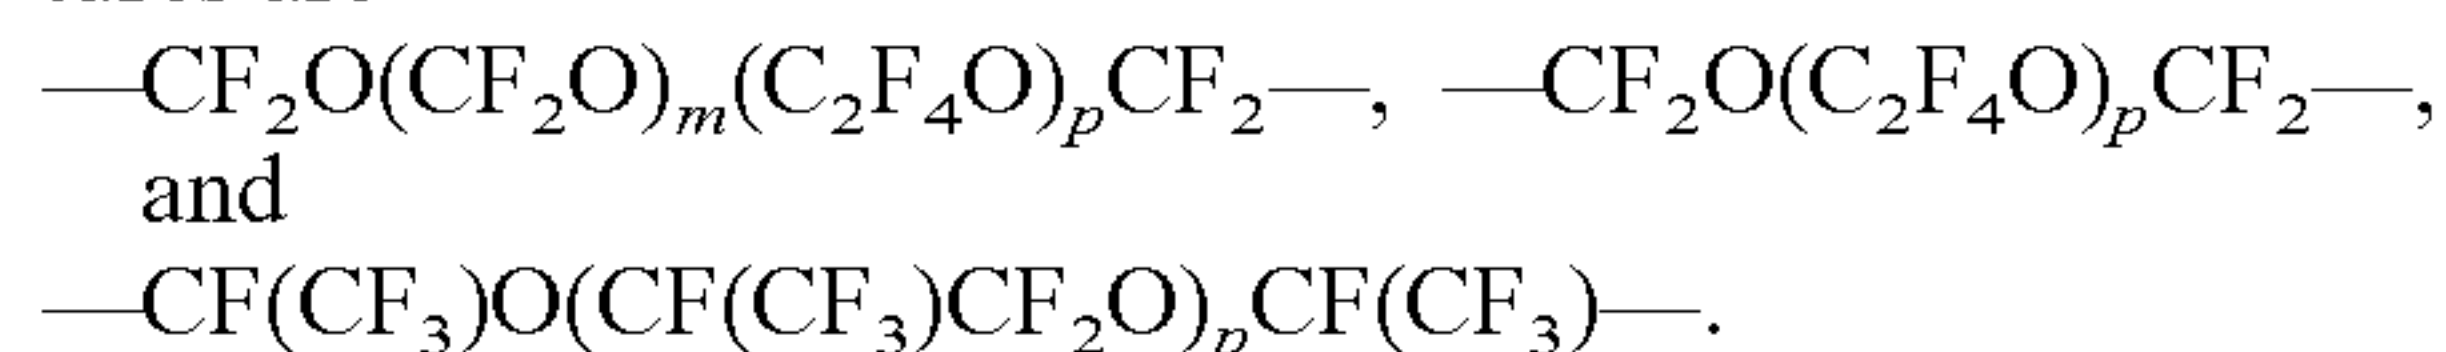 —CF₂O(CF₂O)ₘ(C₂F₄O)ₚCF₂—, —CF₂O(C₂F₄O)ₚCF₂—,
and
—CF(CF₃)O(CF(CF₃)CF₂O)ₚCF(CF₃)—.